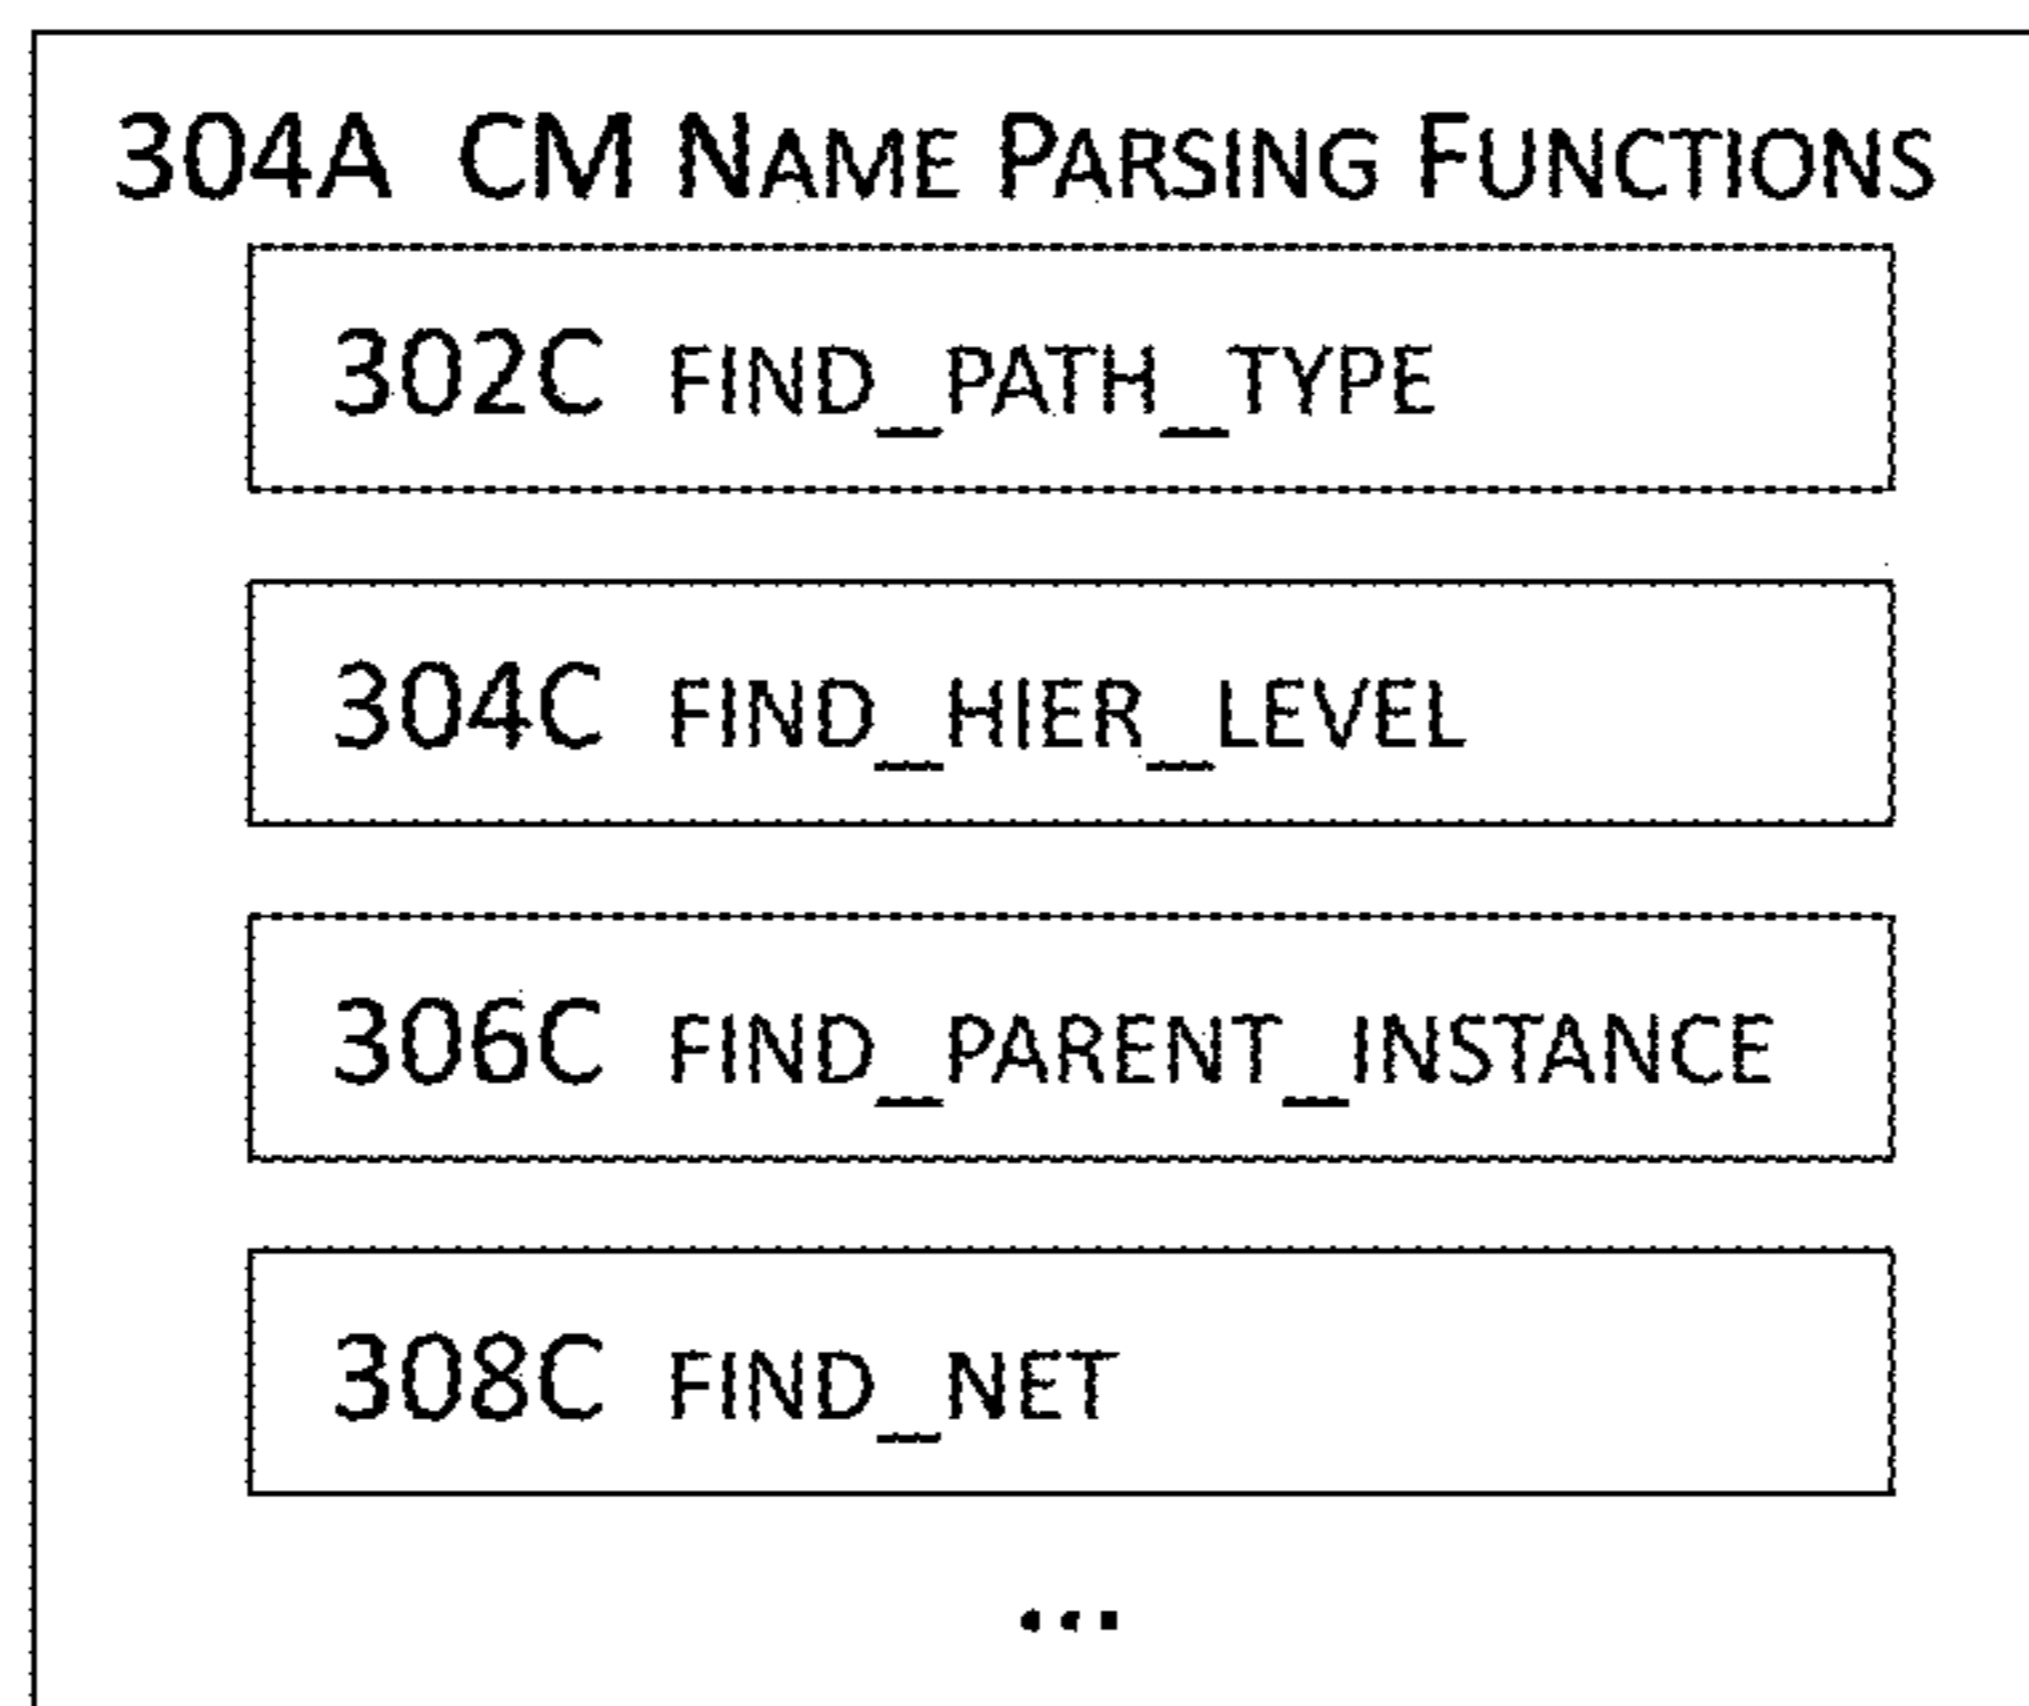 304A CM NAME PARSING FUNCTIONS
302C FIND_PATH_TYPE
304C FIND_HIER_LEVEL
306C FIND_PARENT_INSTANCE
308C FIND_NET
...